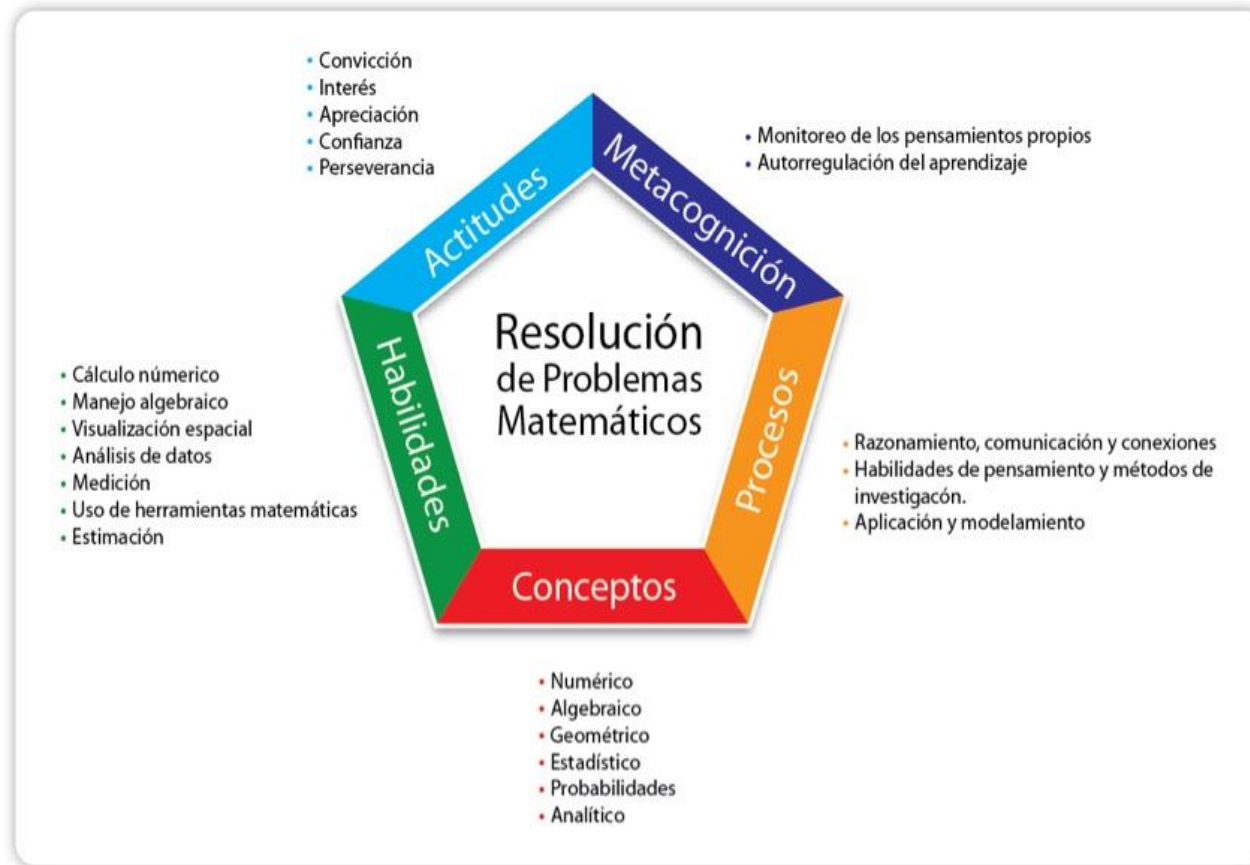 • Convicción
• Interés
• Apreciación
• Confianza
• Perseverancia
Actitudes
Metacognición
• Monitoreo de los pensamientos propios
• Autorregulación del aprendizaje
Resolución
de Problemas
Matemáticos
Habilidades
• Cálculo númerico
• Manejo algebraico
• Visualización espacial
• Análisis de datos
• Medición
• Uso de herramientas matemáticas
• Estimación
Procesos
• Razonamiento, comunicación y conexiones
• Habilidades de pensamiento y métodos de
investigacón.
• Aplicación y modelamiento
Conceptos
• Numérico
• Algebraico
• Geométrico
• Estadístico
• Probabilidades
• Analítico